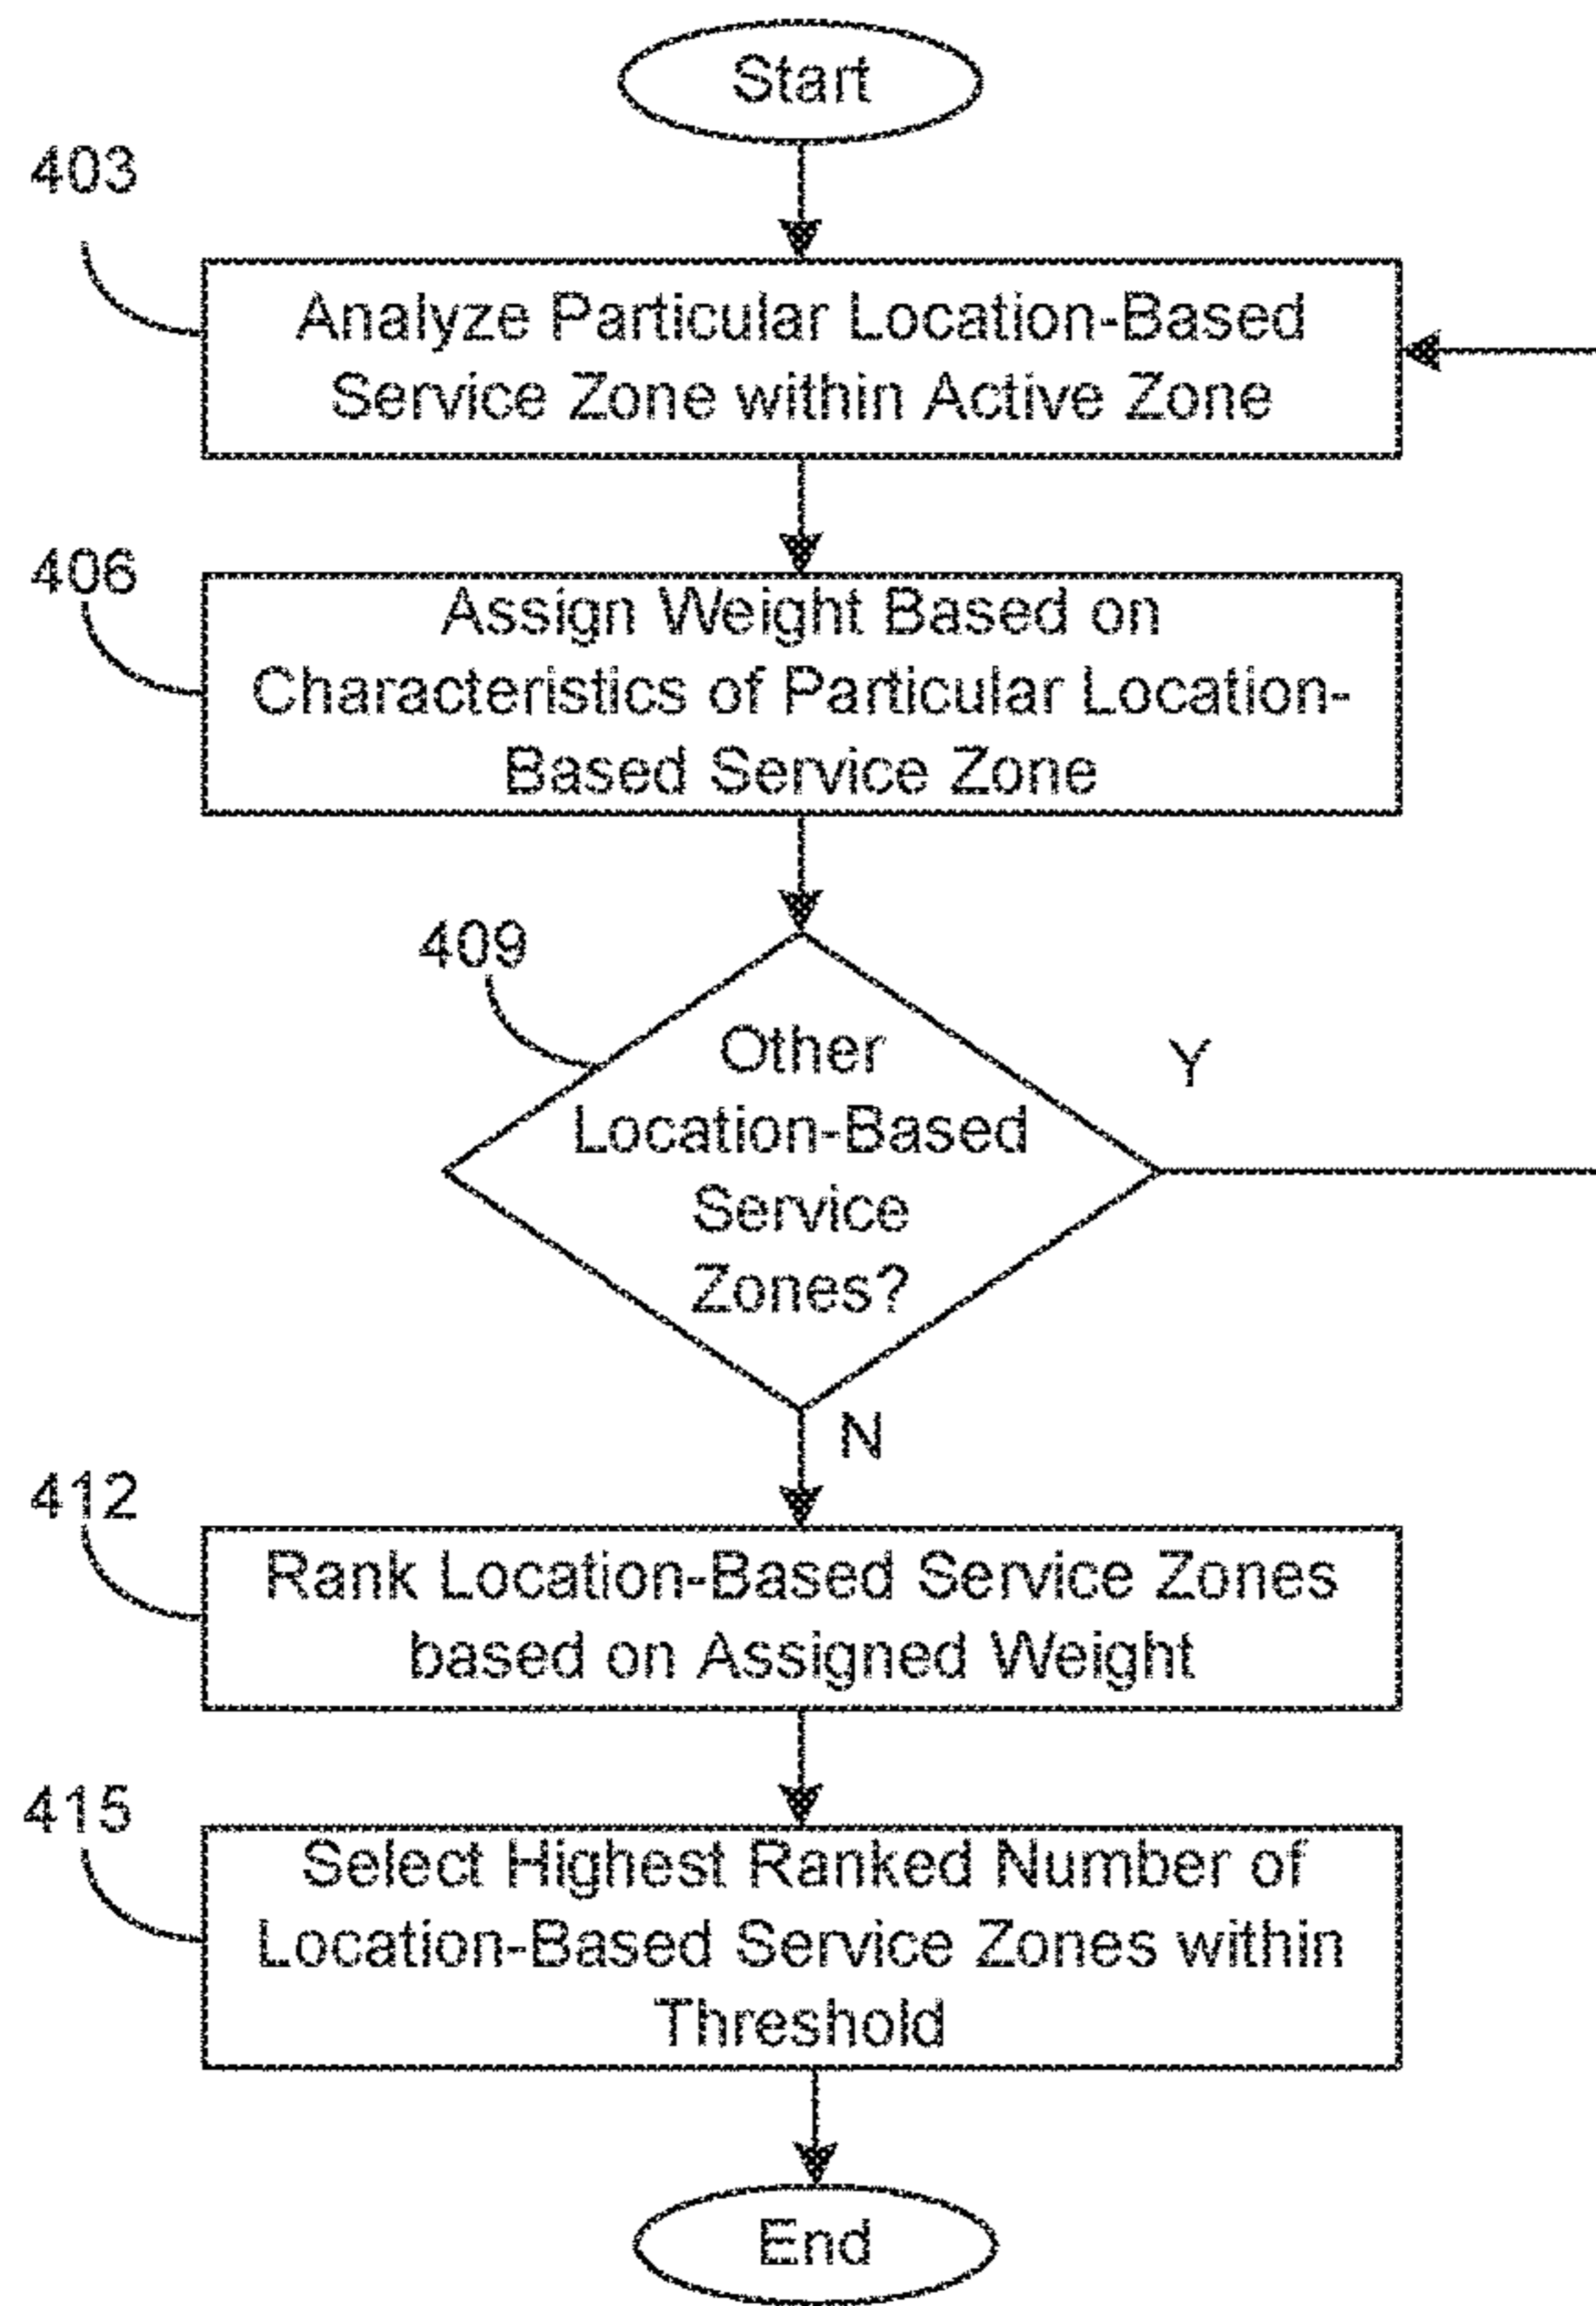 Start
403
Analyze Particular Location-Based
Service Zone within Active Zone
406
Assign Weight Based on
Characteristics of Particular Location-
Based Service Zone
409
Other
Location-Based
Service
Zones?
Y
N
412
Rank Location-Based Service Zones
based on Assigned Weight
415
Select Highest Ranked Number of
Location-Based Service Zones within
Threshold
End